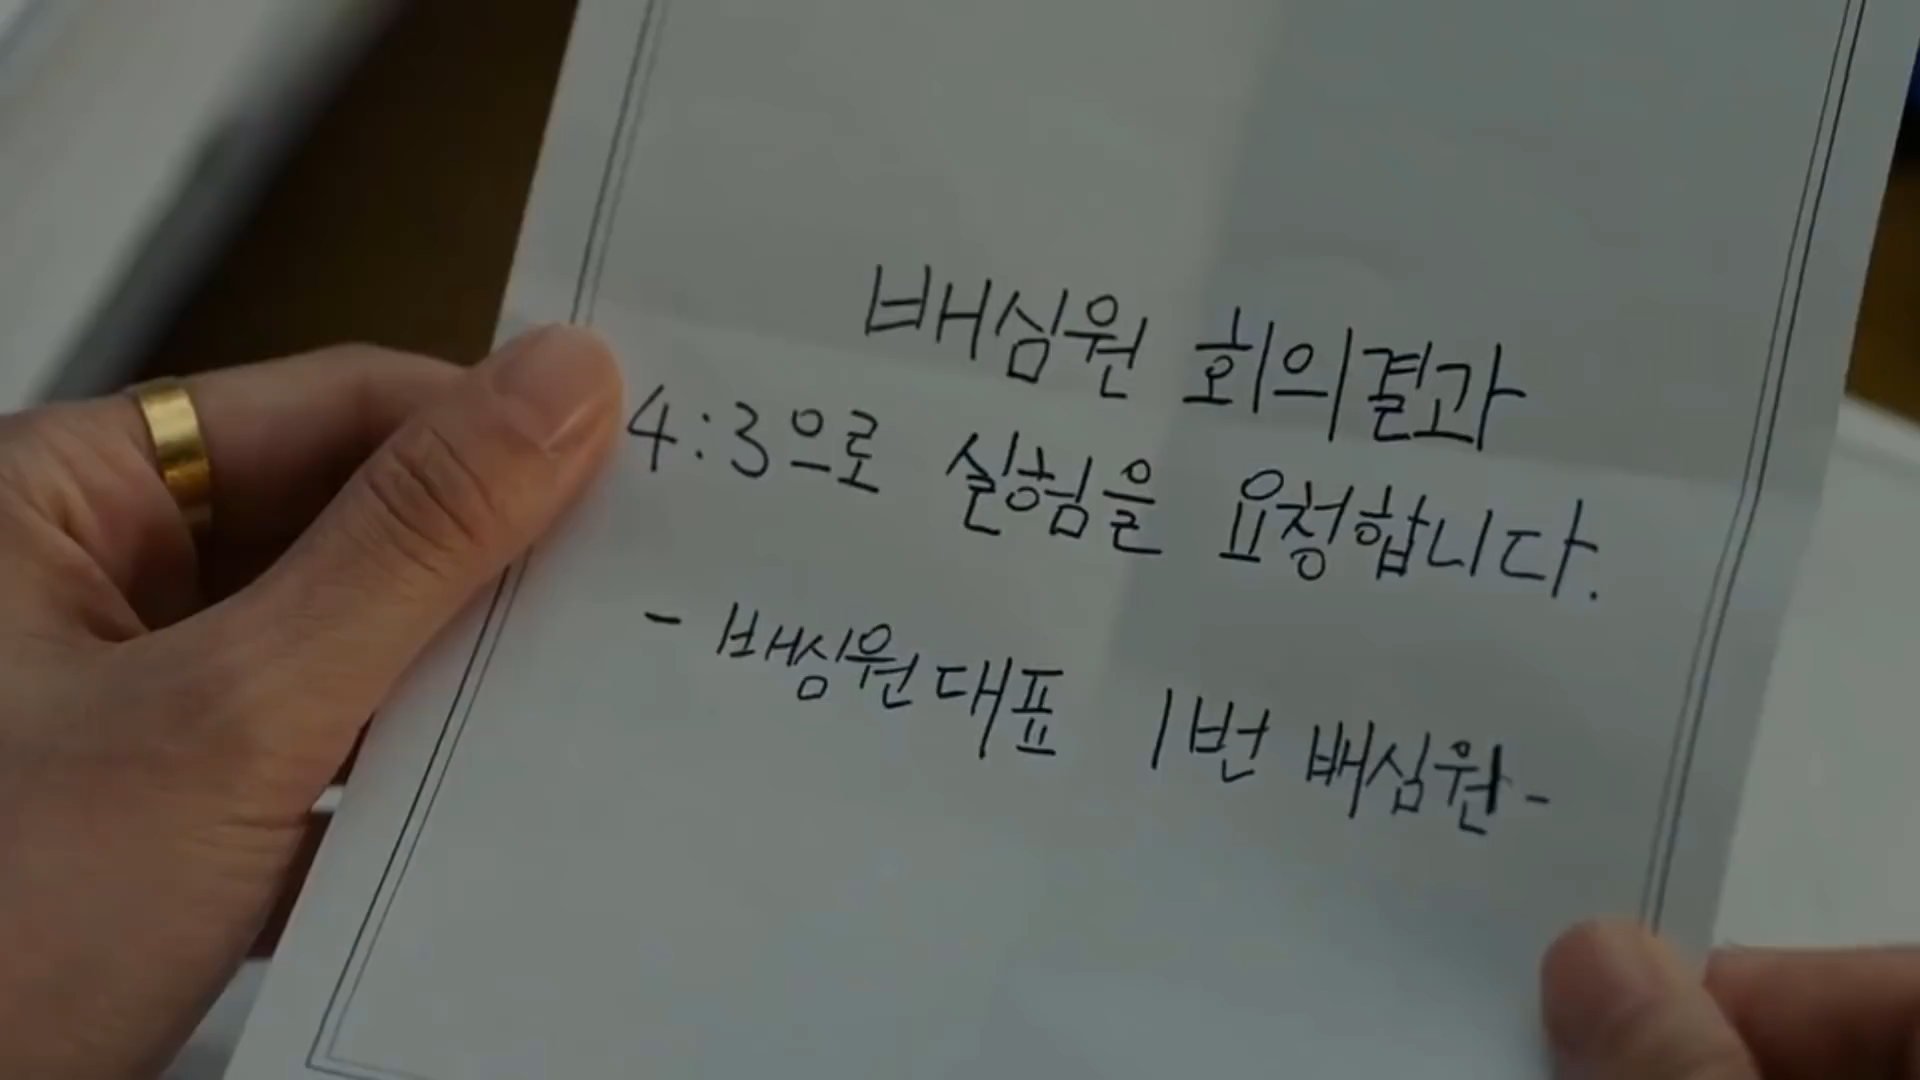 배심원 회의결과
4:3으로 실험을 요청합니다.
- 배심원대표 1번 배심원-